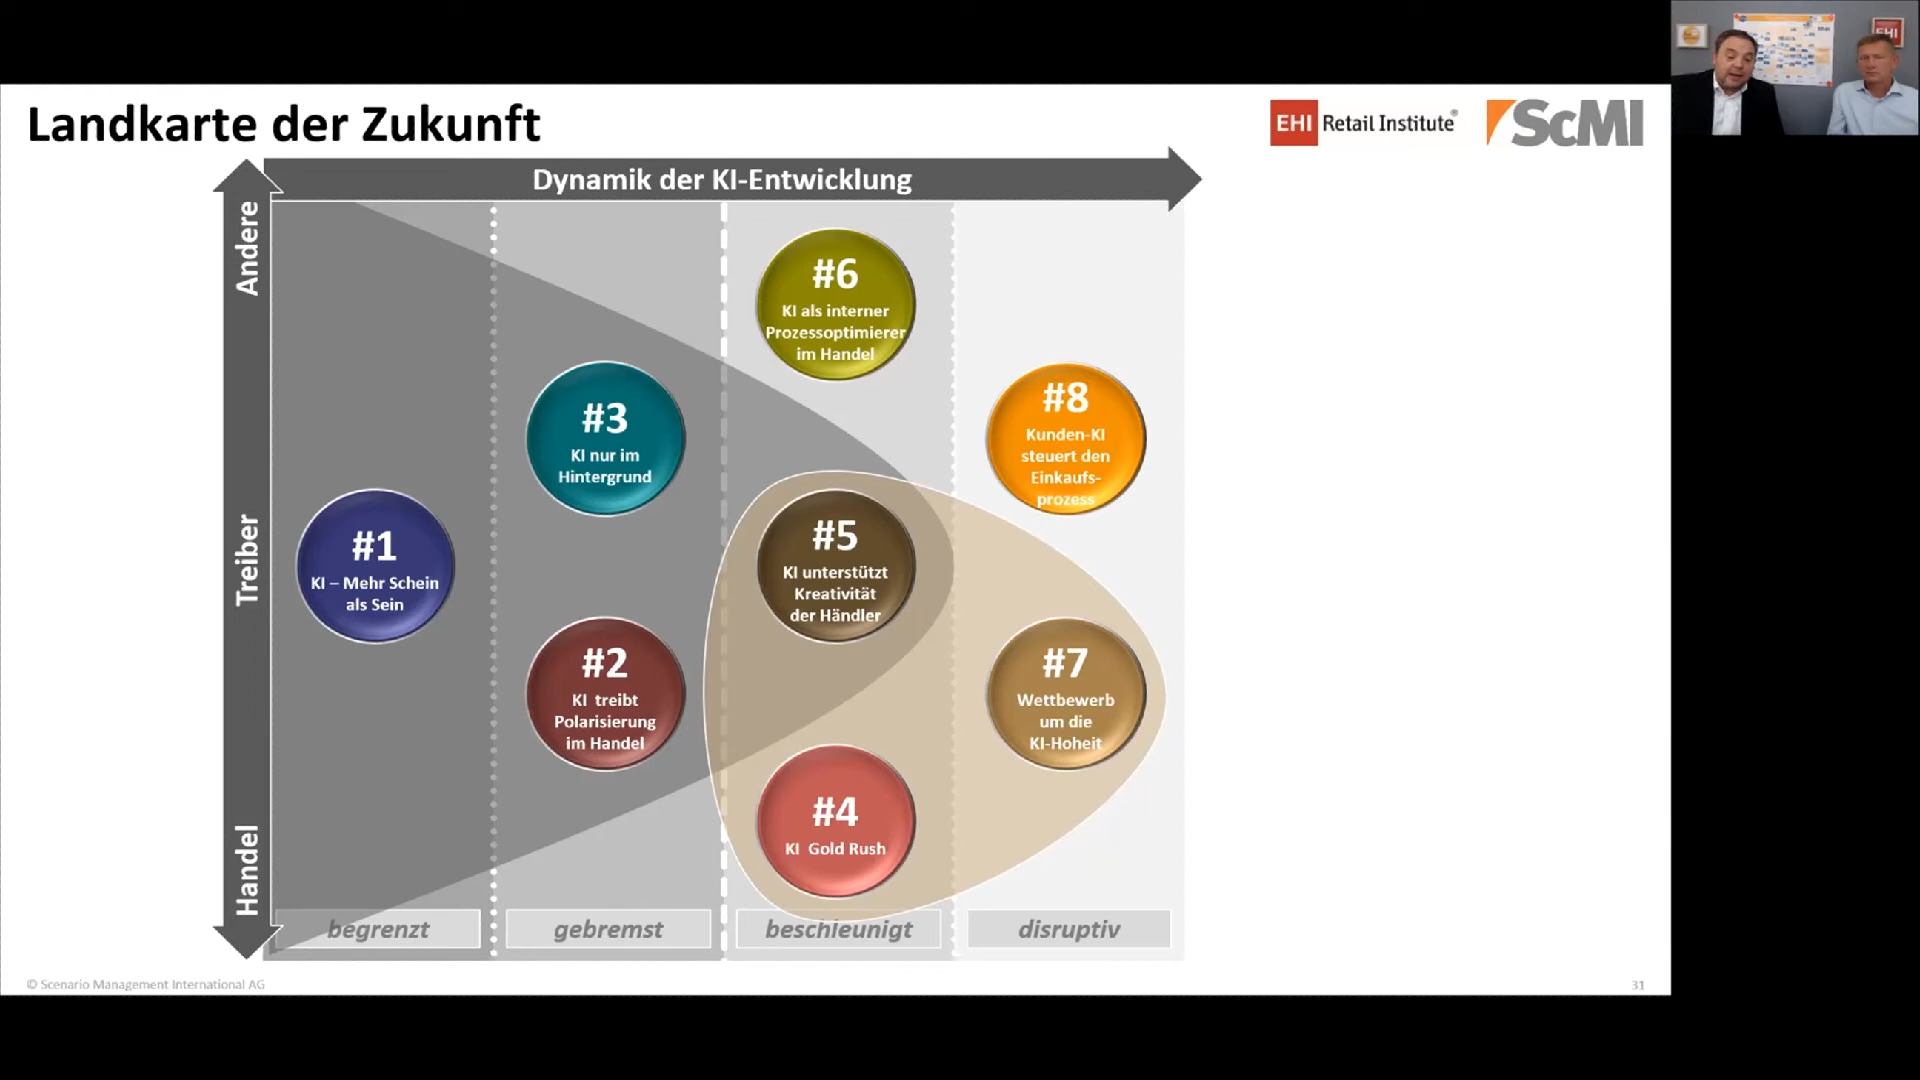 Landkarte der Zukunft
EHI Retail Institute®
ScMI
EHI
Dynamik der KI-Entwicklung
Andere
Treiber
Handel
#6
KI als interner
Prozessoptimierer
im Handel
#3
KI nur im
Hintergrund
#8
Kunden-KI
steuert den
Einkaufs-
prozess
#1
KI – Mehr Schein
als Sein
#5
KI unterstützt
Kreativität
der Händler
#2
KI treibt
Polarisierung
im Handel
#7
Wettbewerb
um die
KI-Hoheit
#4
KI Gold Rush
begrenzt
gebremst
beschleunigt
disruptiv
© Scenario Management International AG
31